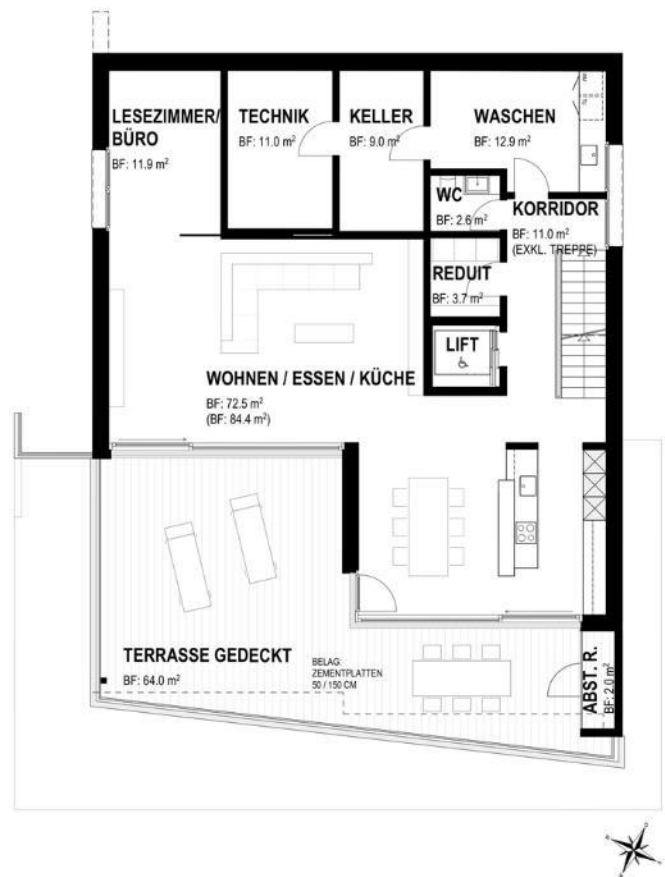 LESEZIMMER/
BÜRO
BF: 11.9 m²
TECHNIK
BF: 11.0 m²
KELLER
BF: 9.0 m²
WASCHEN
BF: 12.9 m²
WC
BF: 2.6 m²
KORRIDOR
BF: 11.0 m²
(EXKL. TREPPE)
REDUIT
BF: 3.7 m²
LIFT
WOHNEN / ESSEN / KÜCHE
BF: 72.5 m²
(BF: 84.4 m²)
TERRASSE GEDECKT
BF: 64.0 m²
BELAG:
ZEMENTPLATTEN
50 / 150 CM
ABST. R.
BF: 2.0 m²